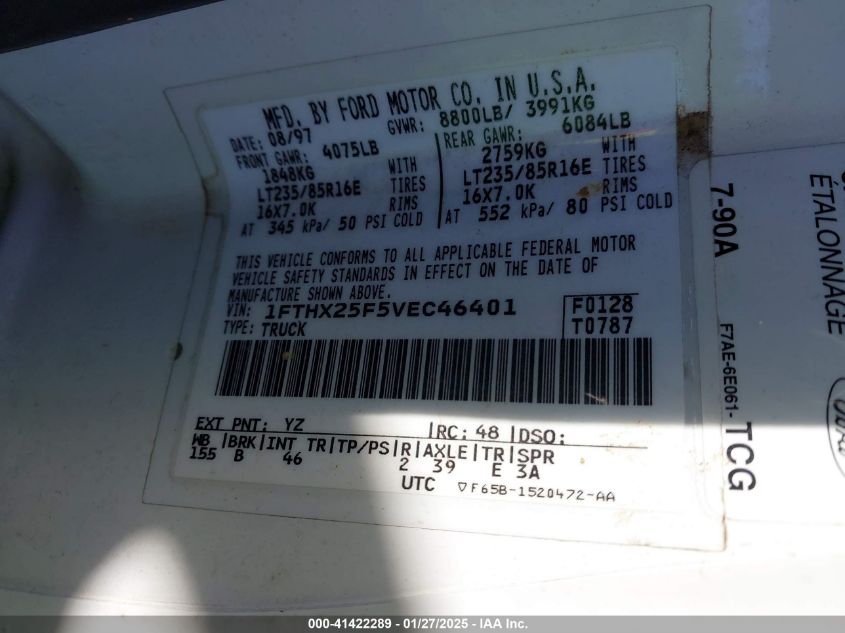 MFD. BY FORD MOTOR CO. IN U.S.A.
DATE: 08/97 GVWR: 8800LB/ 3991KG
FRONT GAWR: 4075LB REAR GAWR: 6084LB
1848KG WITH 2759KG WITH
LT235/85R16E TIRES LT235/85R16E TIRES
16X7.0K RIMS 16X7.0K RIMS
AT 345 kPa/ 50 PSI COLD AT 552 kPa/ 80 PSI COLD
THIS VEHICLE CONFORMS TO ALL APPLICABLE FEDERAL MOTOR
VEHICLE SAFETY STANDARDS IN EFFECT ON THE DATE OF
MANUFACTURE SHOWN ABOVE.
VIN: 1FTHX25F5VEC46401 F0128
TYPE: TRUCK T0787
EXT PNT: YZ RC: 48 DSO:
WB BRK INT TR TP/PS R AXLE TR SPR
155 B 46 2 39 E 3A
UTC ▽F65B-1520472-AA
7-90A
F7AE-6E061-TCG
ÉTALONNAGE
000-41422289 - 01/27/2025 - IAA Inc.